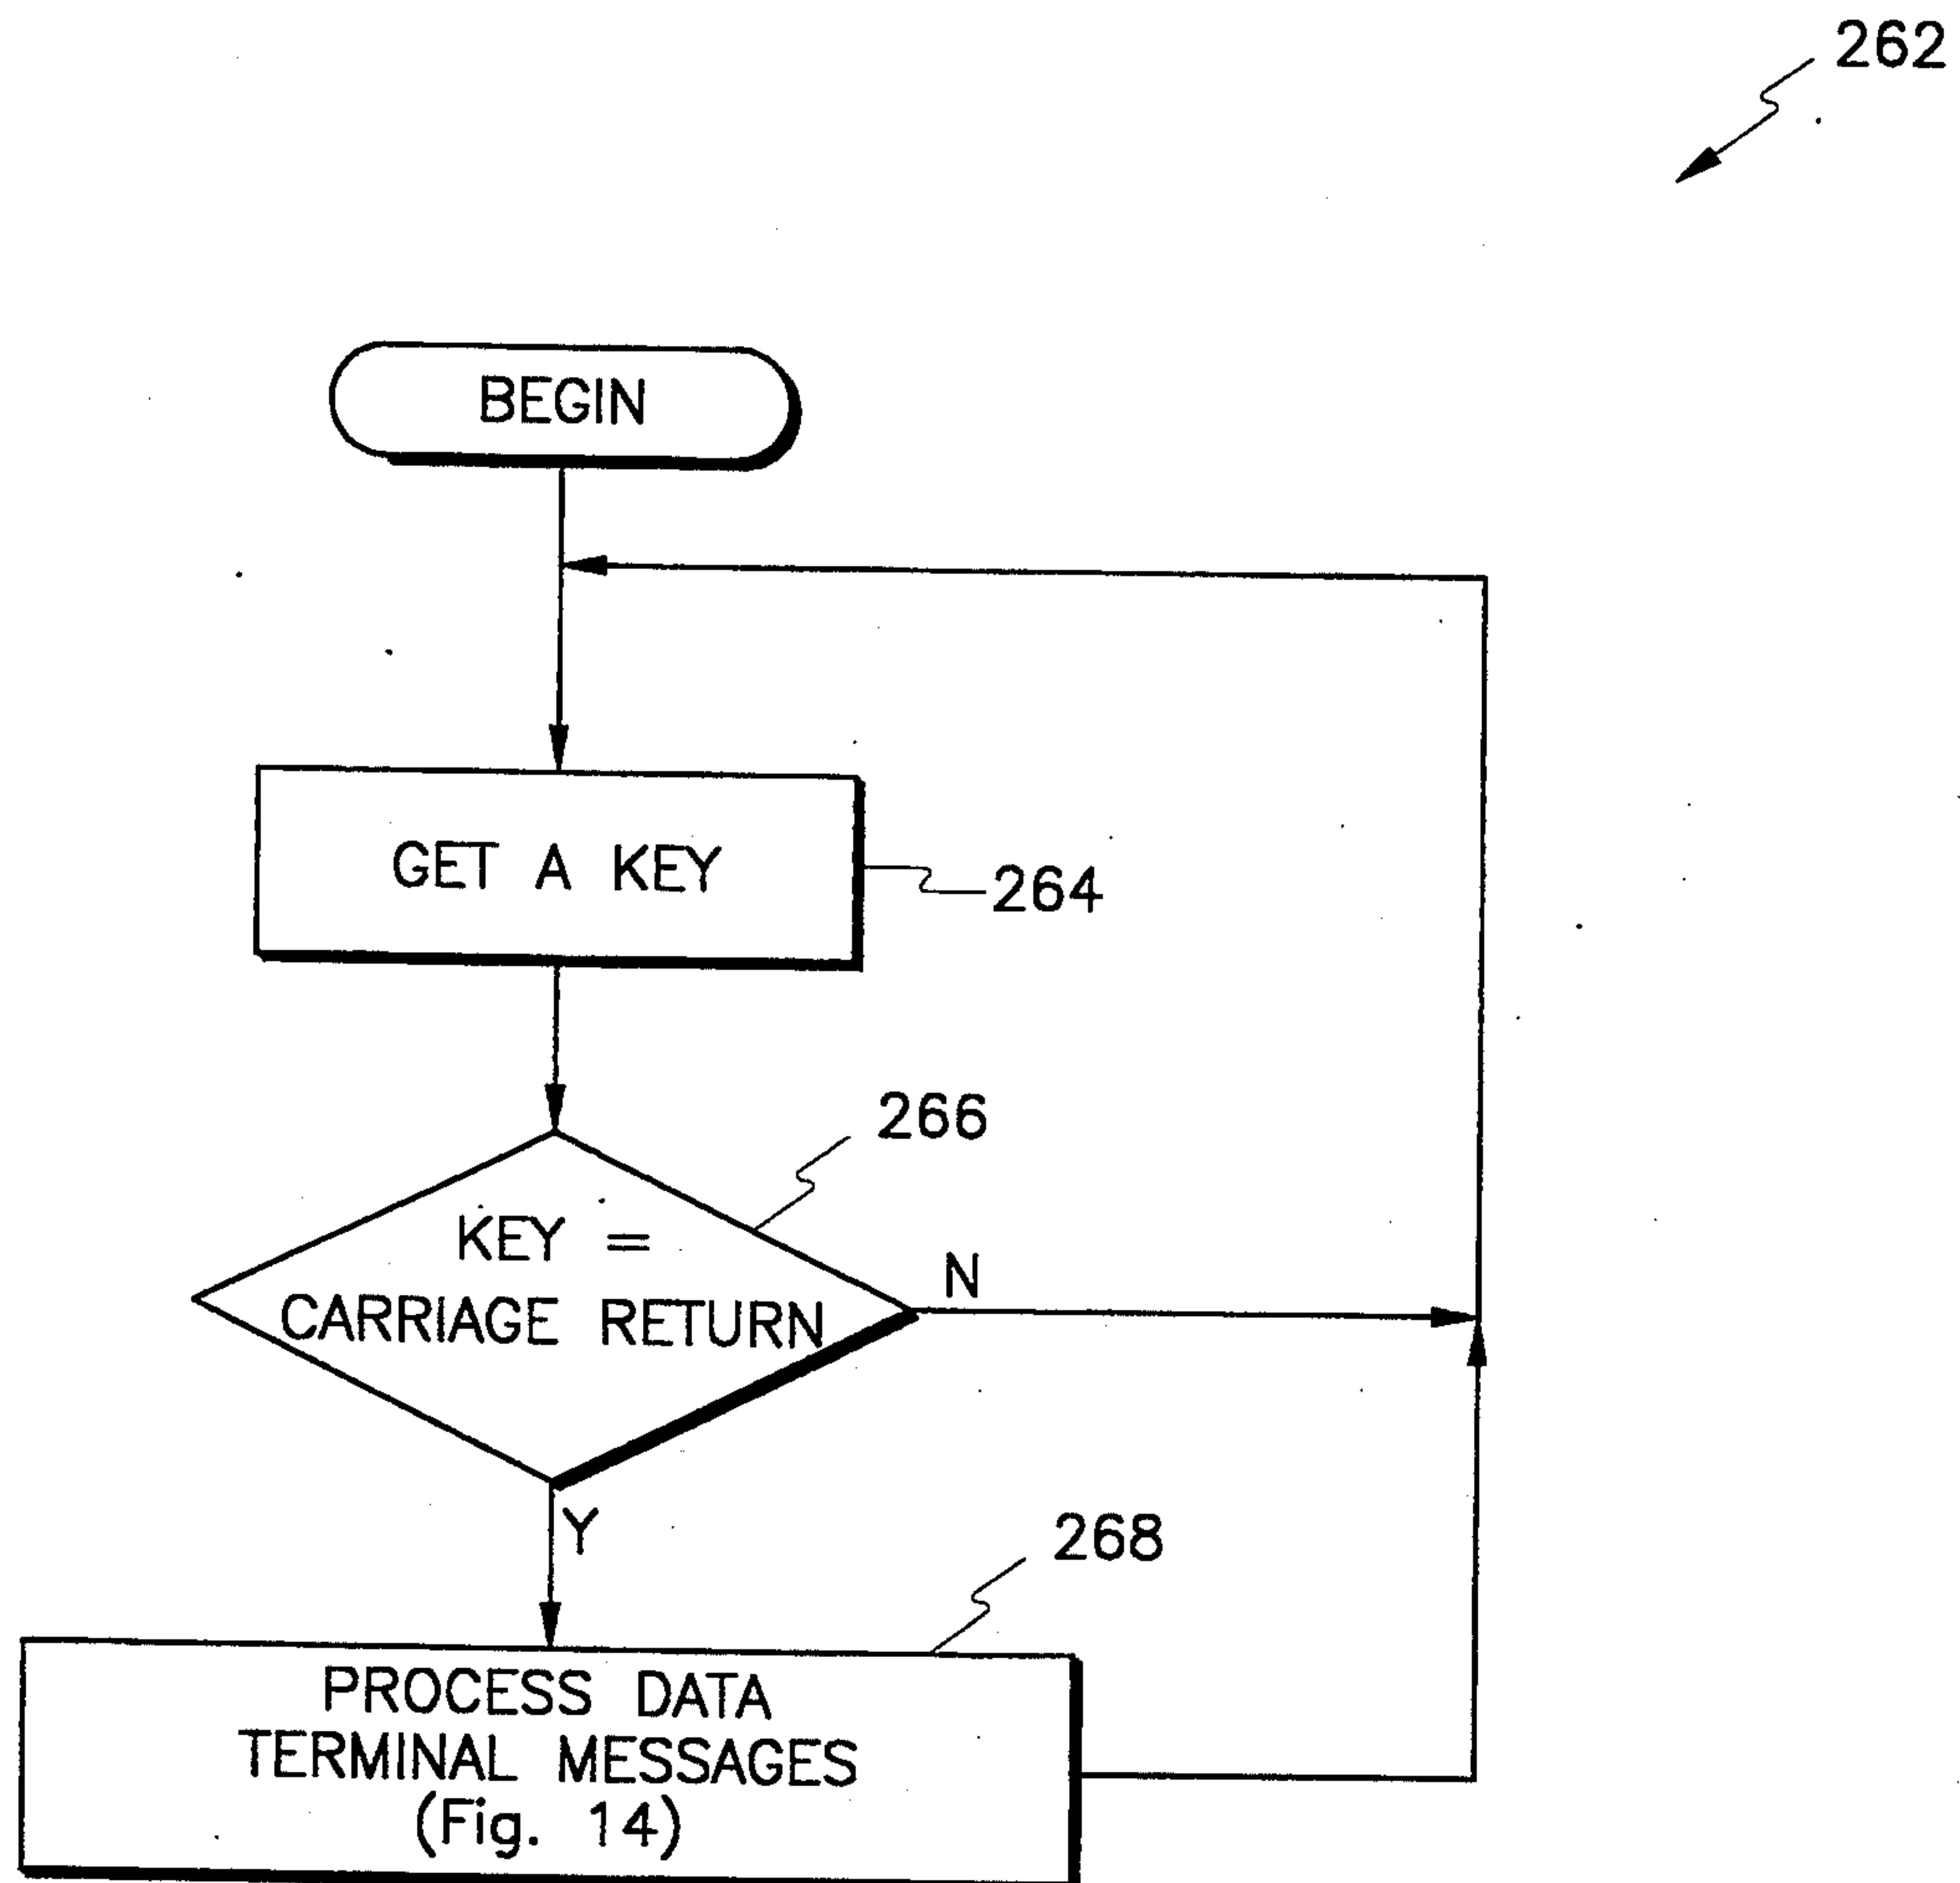 262
BEGIN
GET A KEY
264
266
KEY =
CARRIAGE RETURN
N
Y
268
PROCESS DATA
TERMINAL MESSAGES
(Fig. 14)